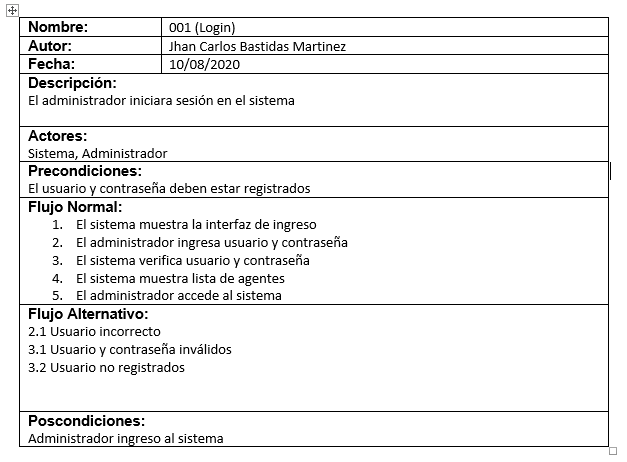 Nombre: 001 (Login)
Autor: Jhan Carlos Bastidas Martinez
Fecha: 10/08/2020
Descripción:
El administrador iniciara sesión en el sistema
Actores:
Sistema, Administrador
Precondiciones:
El usuario y contraseña deben estar registrados
Flujo Normal:
1. El sistema muestra la interfaz de ingreso
2. El administrador ingresa usuario y contraseña
3. El sistema verifica usuario y contraseña
4. El sistema muestra lista de agentes
5. El administrador accede al sistema
Flujo Alternativo:
2.1 Usuario incorrecto
3.1 Usuario y contraseña inválidos
3.2 Usuario no registrados
Poscondiciones:
Administrador ingreso al sistema